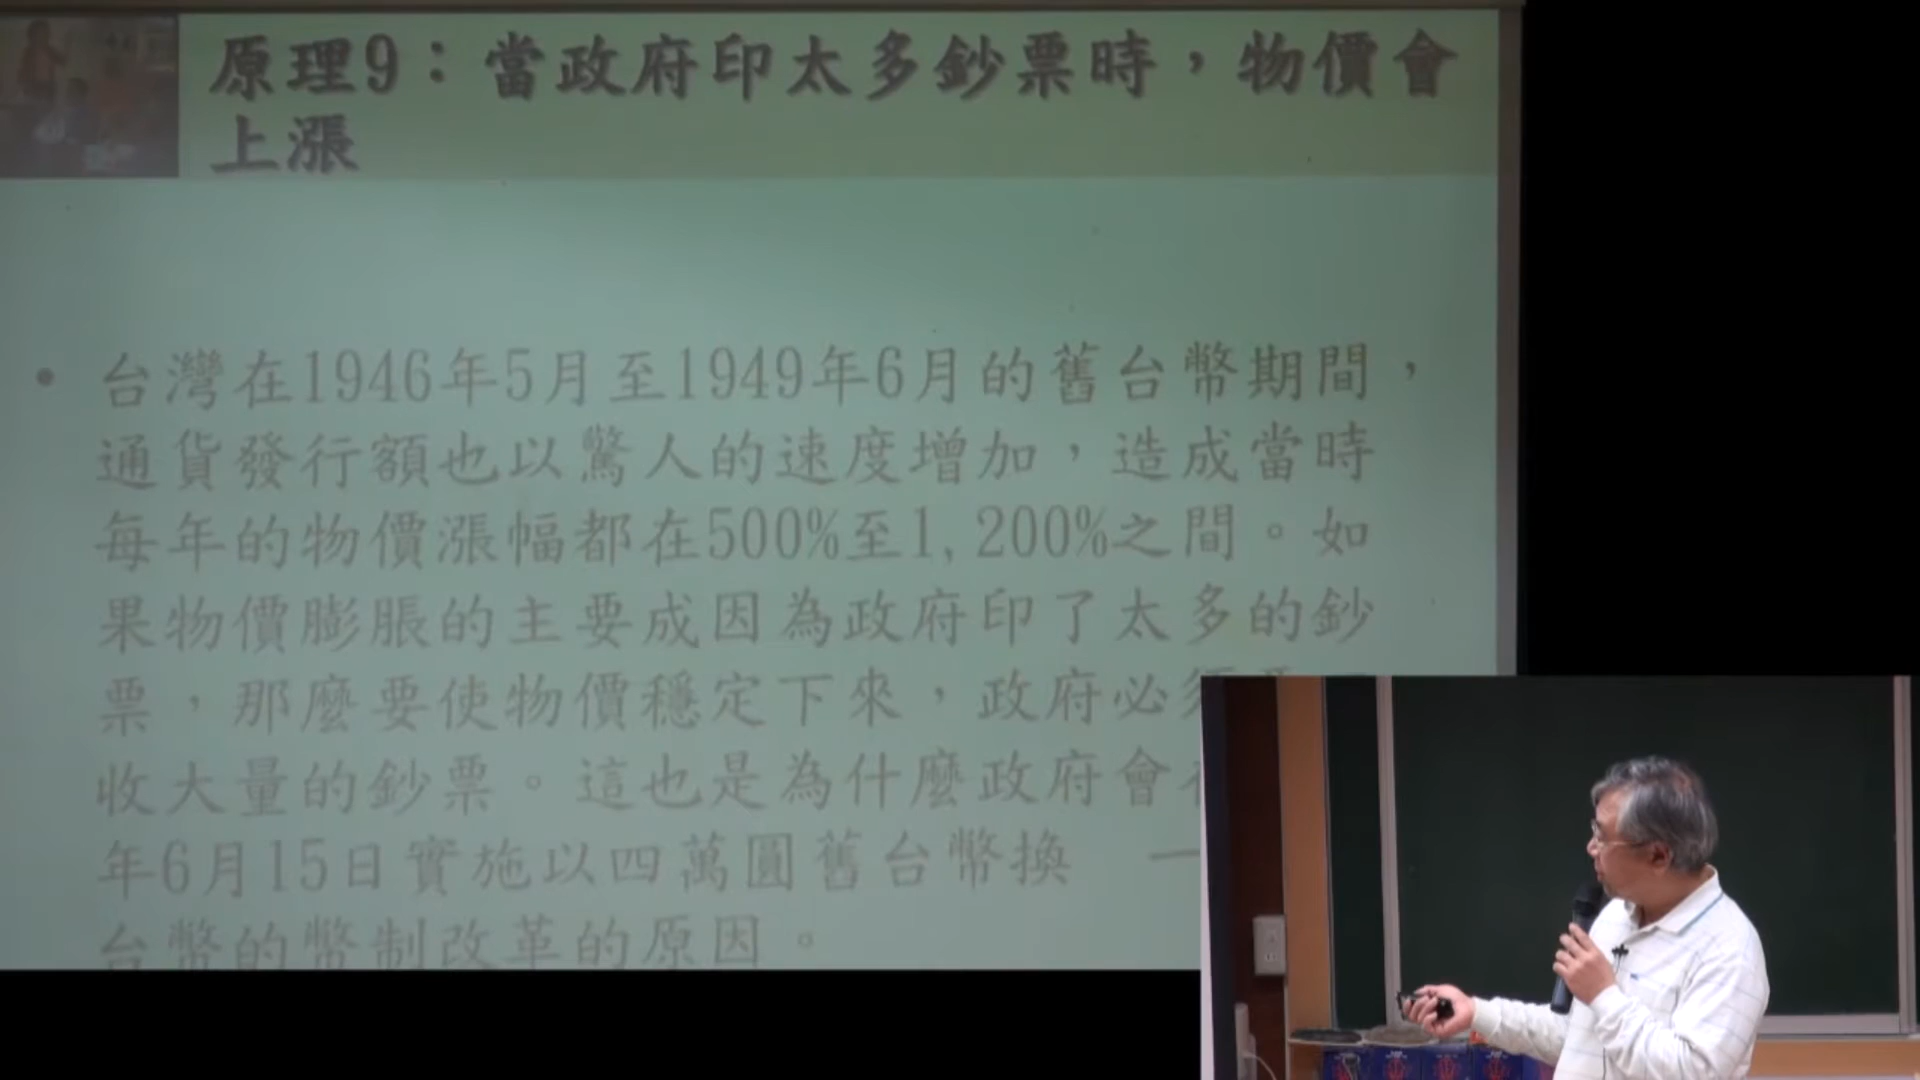 原理9：當政府印太多鈔票時，物價會
上漲
• 台灣在1946年5月至1949年6月的舊台幣期間，
通貨發行額也以驚人的速度增加，造成當時
每年的物價漲幅都在500%至1,200%之間。如
果物價膨脹的主要成因為政府印了太多的鈔
票，那麼要使物價穩定下來，政府必須
收大量的鈔票。這也是為什麼政府會
年6月15日實施以四萬圓舊台幣換 一
台幣的幣制改革的原因。